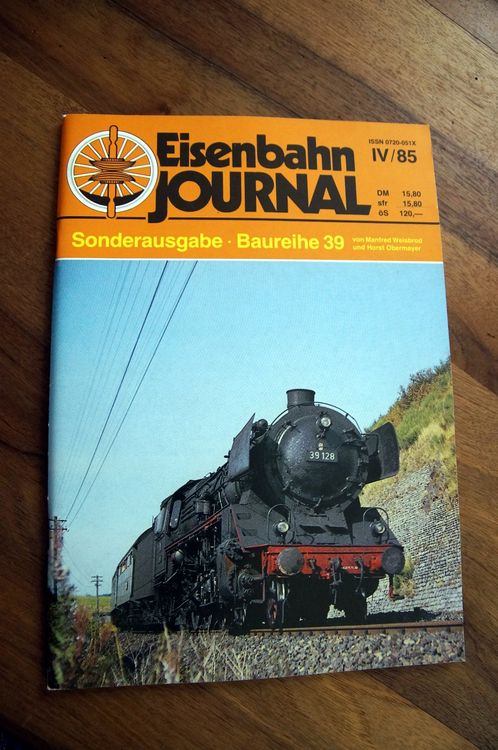 Eisenbahn
JOURNAL
ISSN 0720-051X
IV/85
DM 15,80
sfr 15,80
öS 120,—
Sonderausgabe · Baureihe 39
von Manfred Weisbrod
und Horst Obermayer
39 128